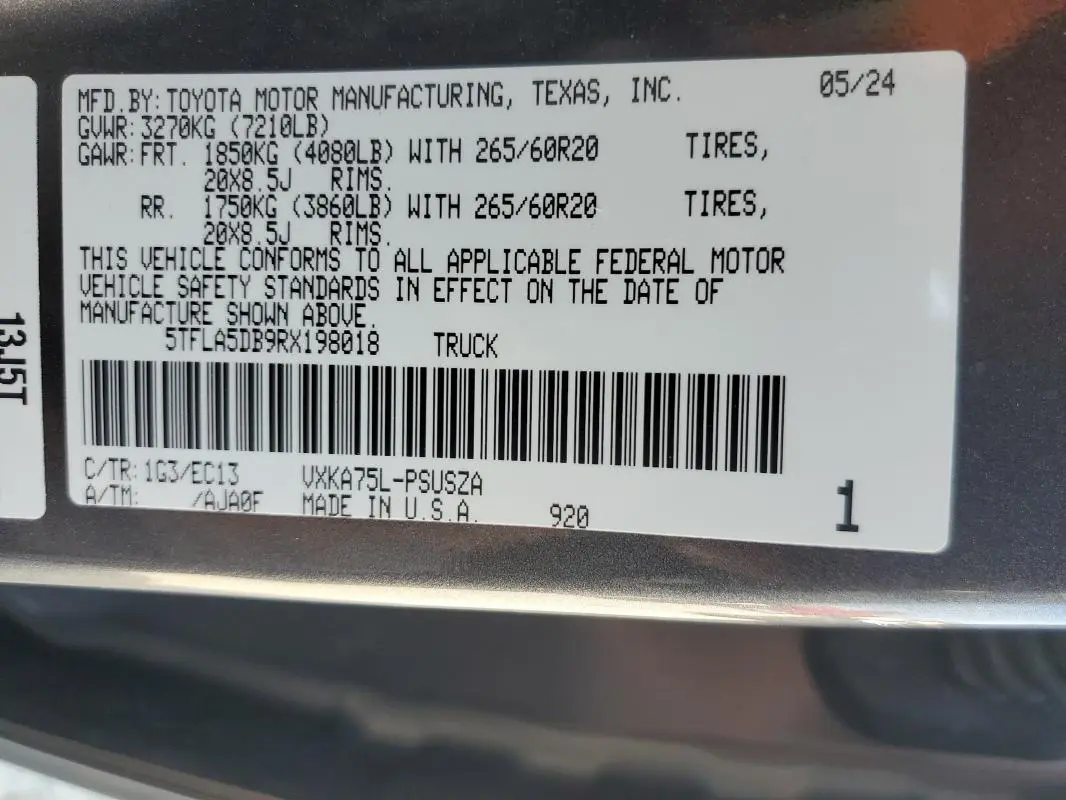 MFD.BY:TOYOTA MOTOR MANUFACTURING, TEXAS, INC. 05/24
GVWR:3270KG (7210LB)
GAWR:FRT. 1850KG (4080LB) WITH 265/60R20 TIRES,
20X8.5J RIMS.
RR. 1750KG (3860LB) WITH 265/60R20 TIRES,
20X8.5J RIMS.
THIS VEHICLE CONFORMS TO ALL APPLICABLE FEDERAL MOTOR
VEHICLE SAFETY STANDARDS IN EFFECT ON THE DATE OF
MANUFACTURE SHOWN ABOVE.
5TFLA5DB9RX198018 TRUCK
C/TR:1G3/EC13 VXKA75L-PSUSZA
A/TM: /AJA0F MADE IN U.S.A. 920 1
13J5T